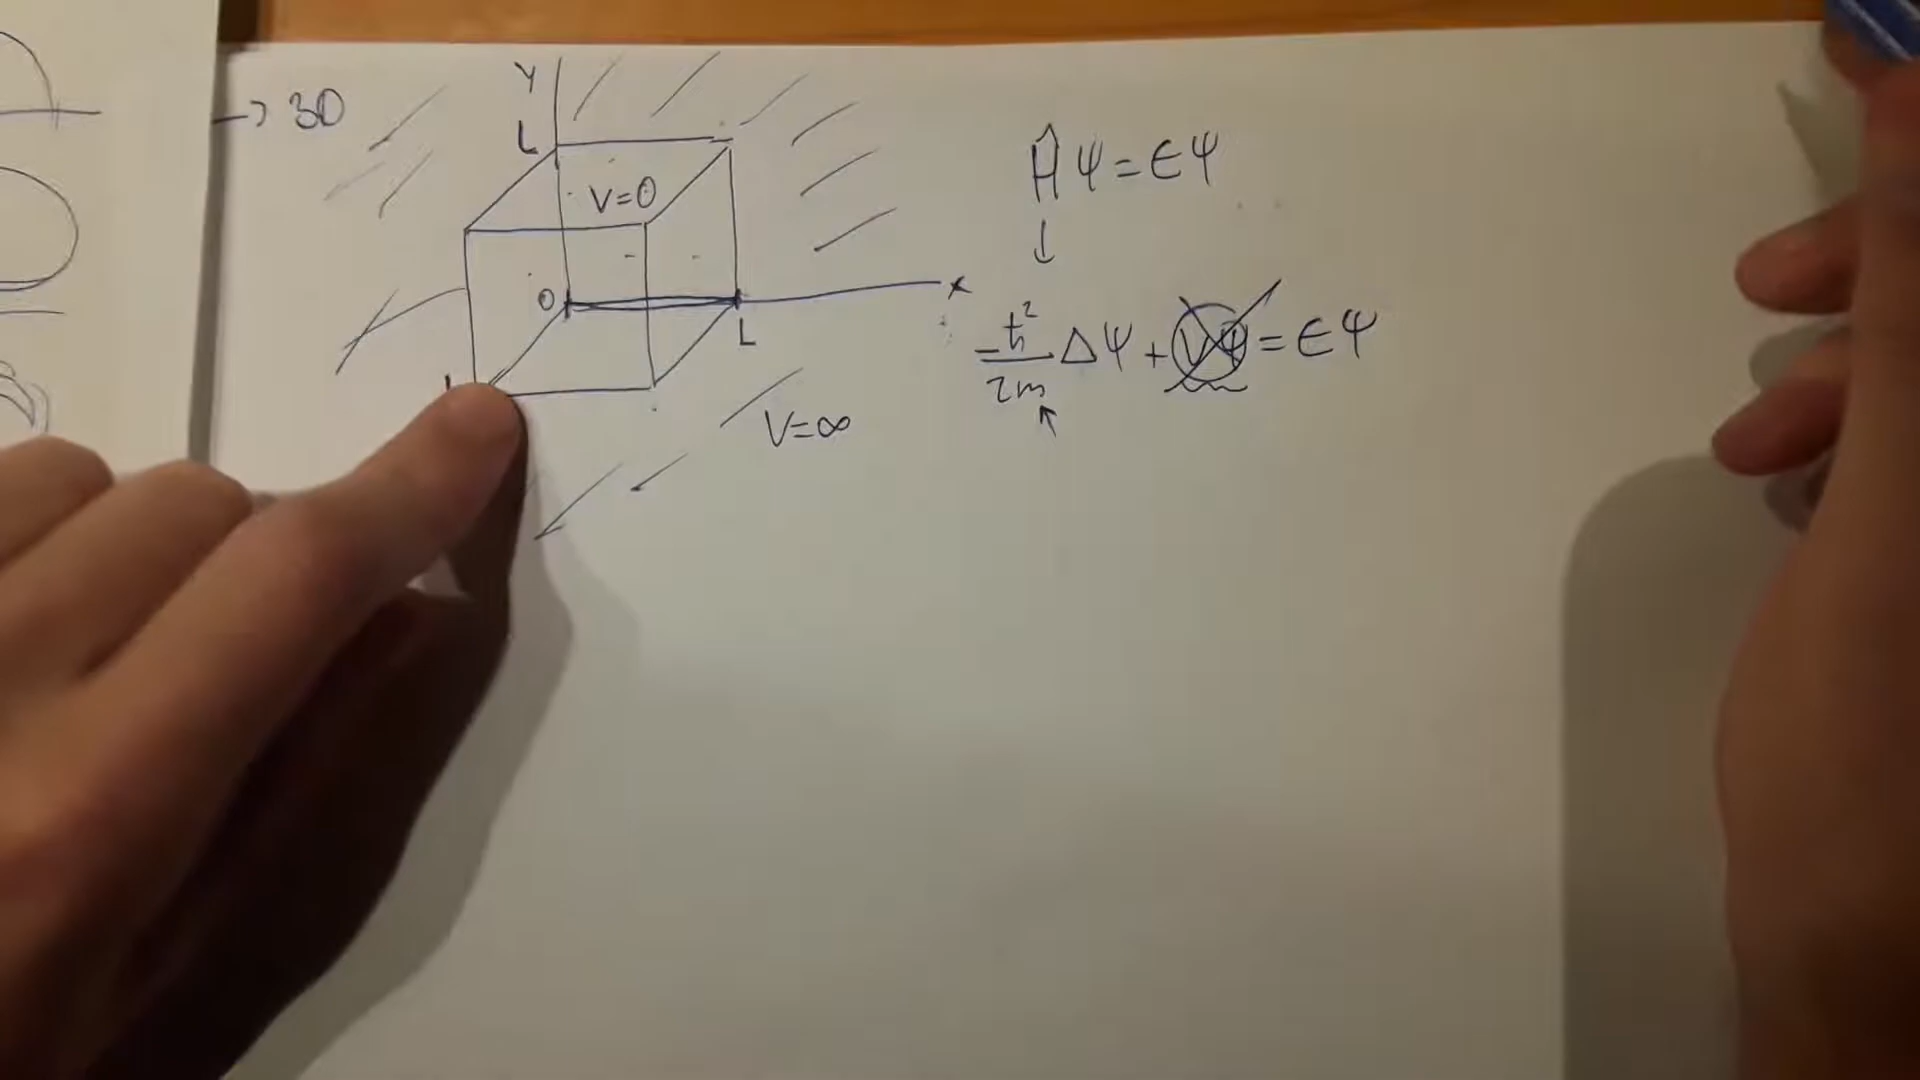 → 3D
Y
L
V=0
0
L
x
V=∞
Ĥψ=Eψ
↓
-ħ²/2m Δψ + Vψ = Eψ